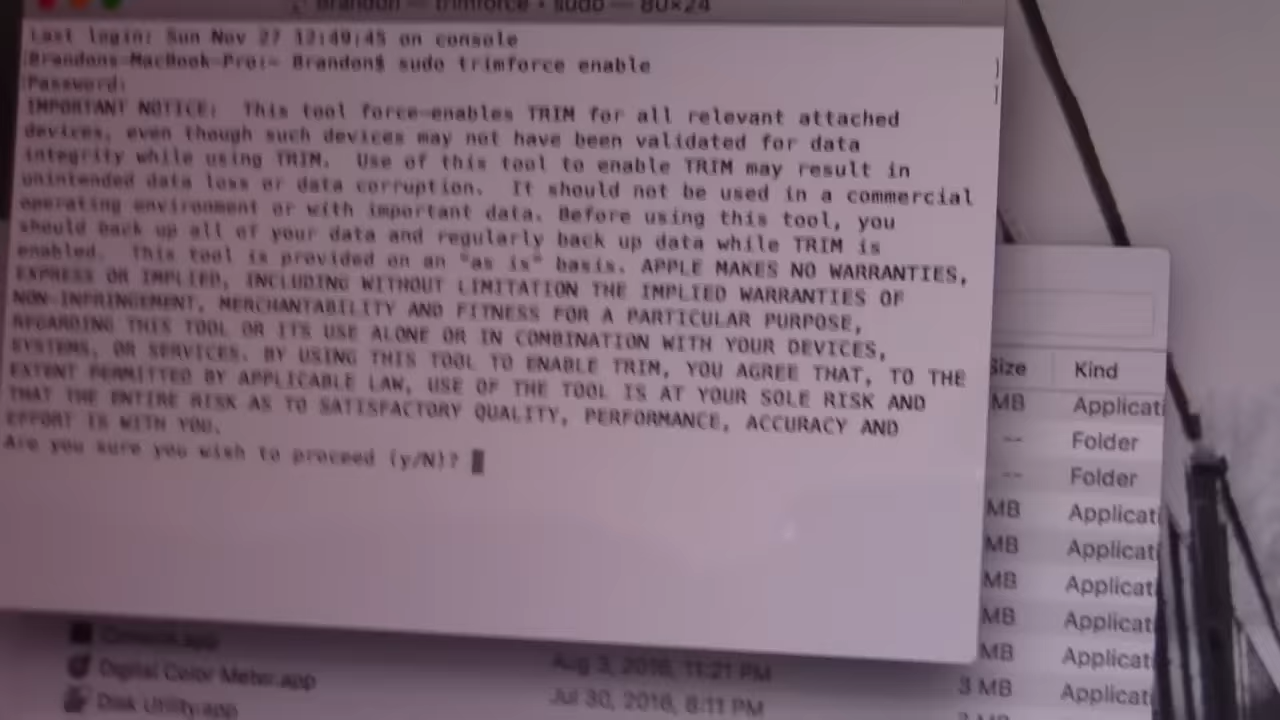 Brandon — trimforce • sudo — 80×24
Last login: Sun Nov 27 12:49:45 on console
Brandons-MacBook-Pro:~ Brandon$ sudo trimforce enable
Password:
IMPORTANT NOTICE:  This tool force-enables TRIM for all relevant attached
devices, even though such devices may not have been validated for data
integrity while using TRIM.  Use of this tool to enable TRIM may result in
unintended data loss or data corruption.  It should not be used in a commercial
operating environment or with important data. Before using this tool, you
should back up all of your data and regularly back up data while TRIM is
enabled.  This tool is provided on an "as is" basis. APPLE MAKES NO WARRANTIES,
EXPRESS OR IMPLIED, INCLUDING WITHOUT LIMITATION THE IMPLIED WARRANTIES OF
NON-INFRINGEMENT, MERCHANTABILITY AND FITNESS FOR A PARTICULAR PURPOSE,
REGARDING THIS TOOL OR ITS USE ALONE OR IN COMBINATION WITH YOUR DEVICES,
SYSTEMS, OR SERVICES. BY USING THIS TOOL TO ENABLE TRIM, YOU AGREE THAT, TO THE
EXTENT PERMITTED BY APPLICABLE LAW, USE OF THE TOOL IS AT YOUR SOLE RISK AND
THAT THE ENTIRE RISK AS TO SATISFACTORY QUALITY, PERFORMANCE, ACCURACY AND
EFFORT IS WITH YOU.
Are you sure you wish to proceed (y/N)?
Size Kind
MB Applicati
-- Folder
-- Folder
MB Applicati
MB Applicati
MB Applicati
MB Applicati
Console.app MB Applicati
Digital Color Meter.app Aug 3, 2016, 11:21 PM 3 MB Applicati
Disk Utility.app Jul 30, 2016, 6:11 PM MB